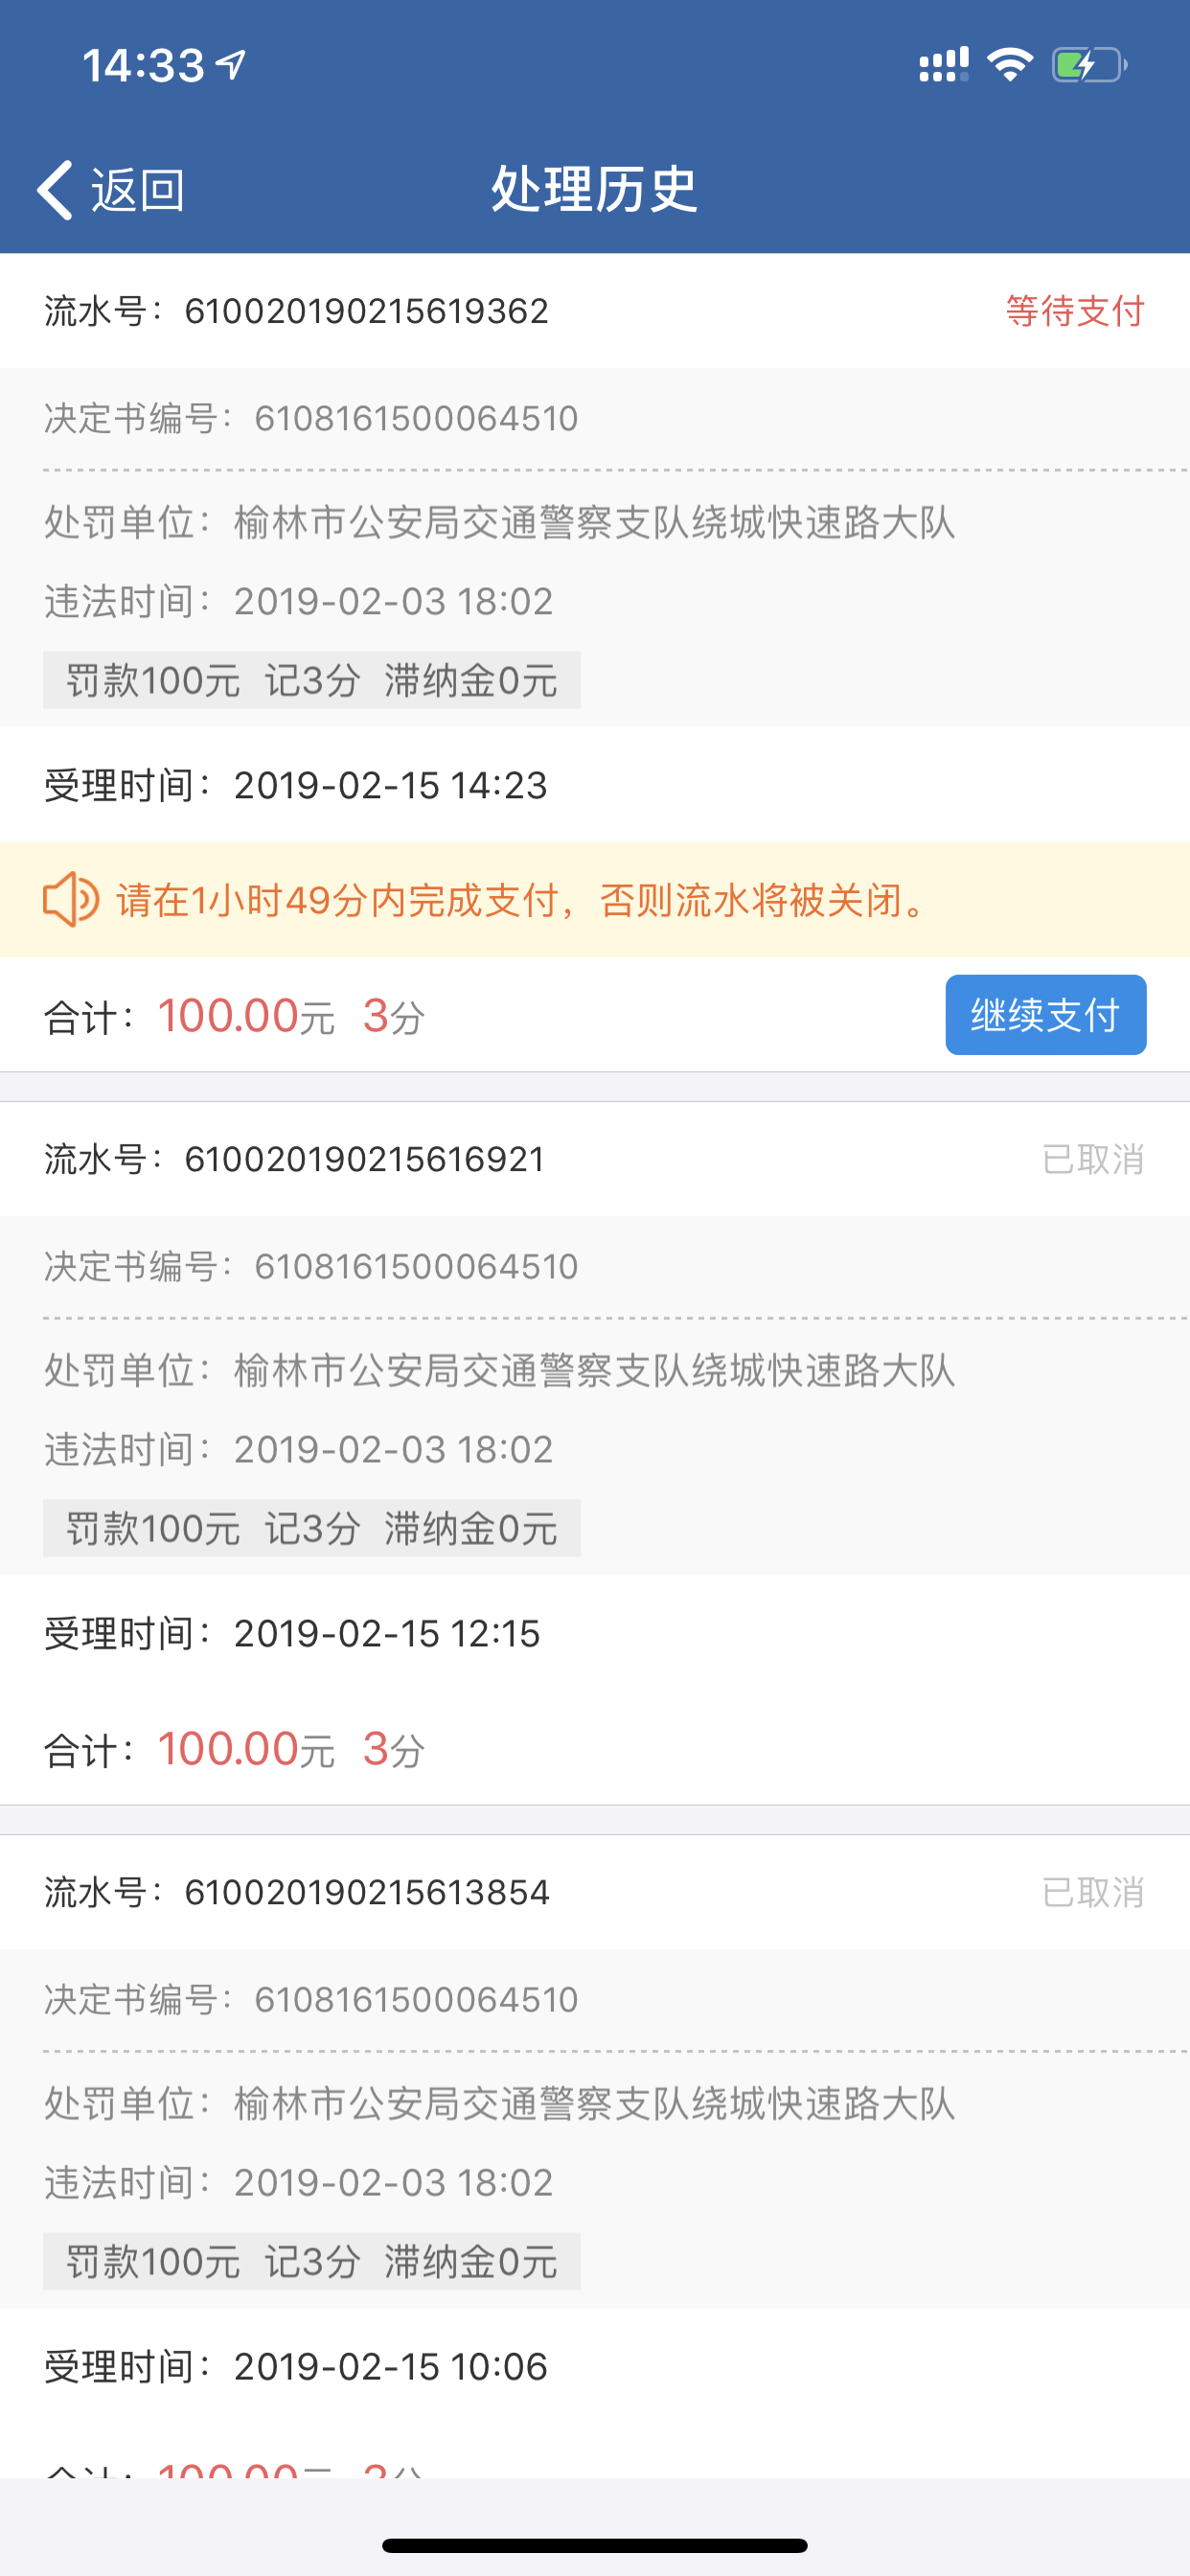 14:33
返回
处理历史
流水号：610020190215619362 等待支付
决定书编号：6108161500064510
处罚单位：榆林市公安局交通警察支队绕城快速路大队
违法时间：2019-02-03 18:02
罚款100元 记3分 滞纳金0元
受理时间：2019-02-15 14:23
请在1小时49分内完成支付，否则流水将被关闭。
合计：100.00元 3分 继续支付
流水号：610020190215616921 已取消
决定书编号：6108161500064510
处罚单位：榆林市公安局交通警察支队绕城快速路大队
违法时间：2019-02-03 18:02
罚款100元 记3分 滞纳金0元
受理时间：2019-02-15 12:15
合计：100.00元 3分
流水号：610020190215613854 已取消
决定书编号：6108161500064510
处罚单位：榆林市公安局交通警察支队绕城快速路大队
违法时间：2019-02-03 18:02
罚款100元 记3分 滞纳金0元
受理时间：2019-02-15 10:06
合计：100.00元 3分